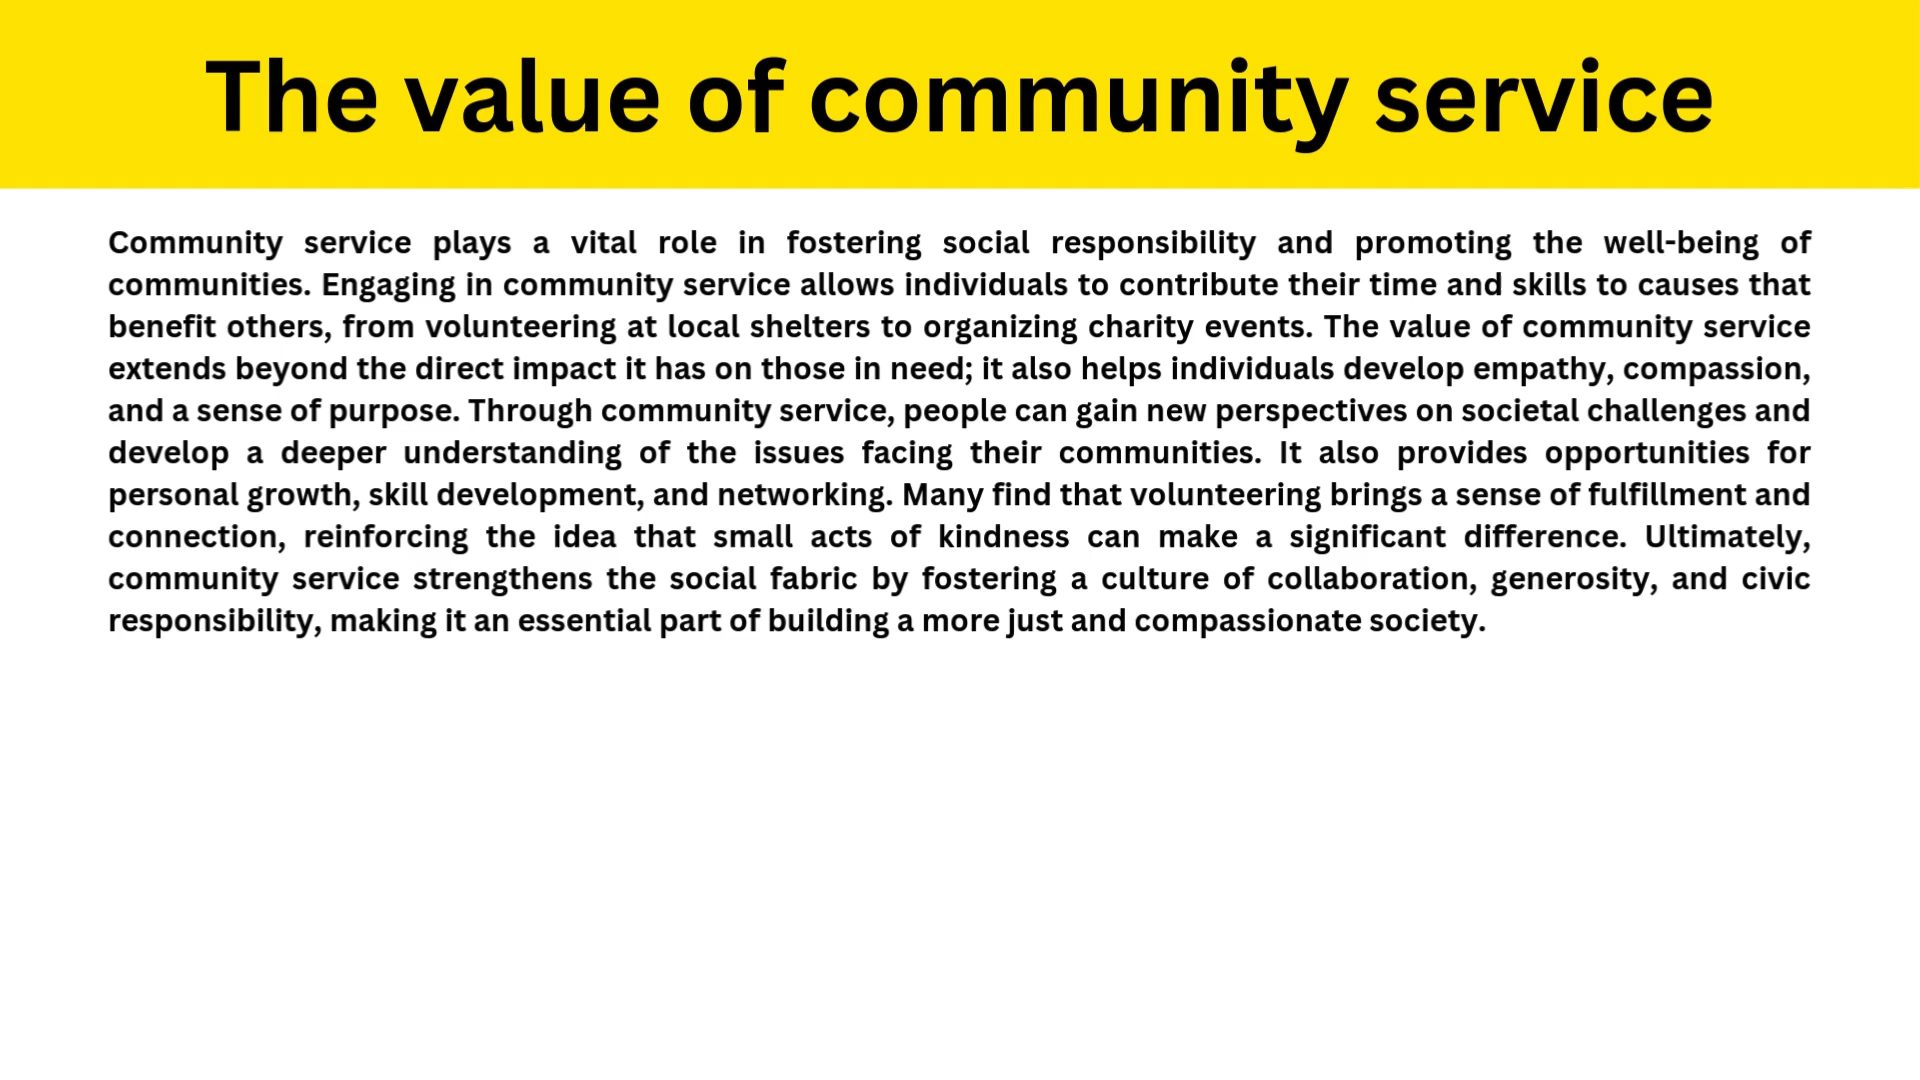 The value of community service
Community service plays a vital role in fostering social responsibility and promoting the well-being of
communities. Engaging in community service allows individuals to contribute their time and skills to causes that
benefit others, from volunteering at local shelters to organizing charity events. The value of community service
extends beyond the direct impact it has on those in need; it also helps individuals develop empathy, compassion,
and a sense of purpose. Through community service, people can gain new perspectives on societal challenges and
develop a deeper understanding of the issues facing their communities. It also provides opportunities for
personal growth, skill development, and networking. Many find that volunteering brings a sense of fulfillment and
connection, reinforcing the idea that small acts of kindness can make a significant difference. Ultimately,
community service strengthens the social fabric by fostering a culture of collaboration, generosity, and civic
responsibility, making it an essential part of building a more just and compassionate society.